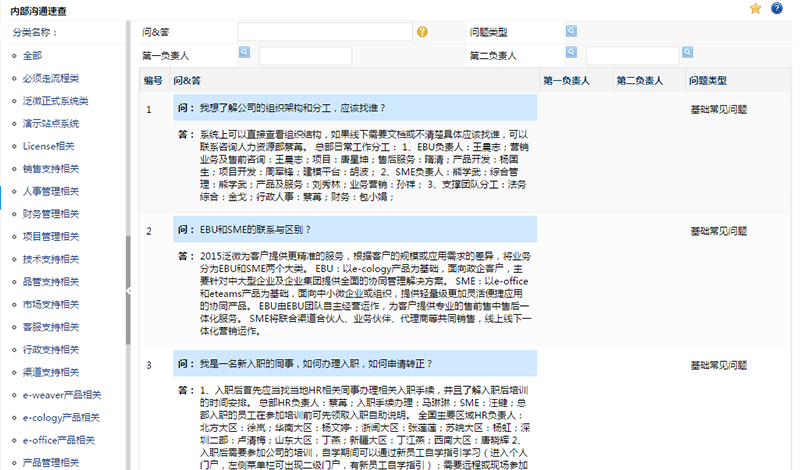 内部沟通速查
分类名称：
全部
必须走流程类
泛微正式系统类
演示站点系统
License相关
销售支持相关
人事管理相关
财务管理相关
项目管理相关
技术支持相关
品管支持相关
市场支持相关
客服支持相关
行政支持相关
渠道支持相关
e-weaver产品相关
e-cology产品相关
e-office产品相关
产品管理相关
问&答
问题类型
第一负责人
第二负责人
编号 问&答 第一负责人 第二负责人 问题类型
1 问： 我想了解公司的组织架构和分工，应该找谁？ 基础常见问题
答： 系统上可以直接查看组织结构，如果线下需要文档或不清楚具体应该找谁，可以
联系咨询人力资源部蔡苒。 总部日常工作分工： 1、EBU负责人：王晨志；营销
业务及售前咨询：王晨志；项目：唐星坤；售后服务：隋清；产品开发：杨国
生；项目开发：周军锋；建模平台：胡波； 2、SME负责人：熊学武；综合管
理：熊学武；产品及服务：刘秀林；业务营销：孙祥； 3、支撑团队分工：法务
综合：金戈；行政人事：蔡苒；财务：包小娟；
2 问： EBU和SME的联系与区别？ 基础常见问题
答： 2015泛微为客户提供更精准的服务，根据客户的规模或应用需求的差异，将业务
分为EBU和SME两个大类。 EBU：以e-cology产品为基础，面向政企客户，主
要针对中大型企业及企业集团提供全面的协同管理解决方案。 SME：以e-office
和eteams产品为基础，面向中小微企业或组织，提供轻量级更加灵活便捷应用
的协同产品。 EBU由EBU团队自主经营运作，为客户提供专业的售前售中售后一
体化服务。 SME将联合渠道合伙人、业务伙伴、代理商等共同销售，线上线下一
体化营销运作。
3 问： 我是一名新入职的同事，如何办理入职，如何申请转正？ 基础常见问题
答： 1、入职后首先应当找当地HR相关同事办理相关入职手续，并且了解入职后培训
的时间安排。 总部HR负责人：蔡苒；入职手续办理：马琳琳；SME：汪键；总
部入职的员工在参加培训前可先领取入职自助说明。 全国主要区域HR负责人：
北方大区：徐岚；华南大区：杨文婷；浙闽大区：张莲莲；苏皖大区：杨虹；深
圳二部：卢清梅；山东大区：丁燕；新疆大区：丁江燕；西南大区：唐晓辉 2、
入职后需要参加公司的培训，自学期间可以通过新员工自学指引学习（进入个人
门户，左侧菜单栏可出现二级门户，有新员工自学指引）；需要远程或现场参加